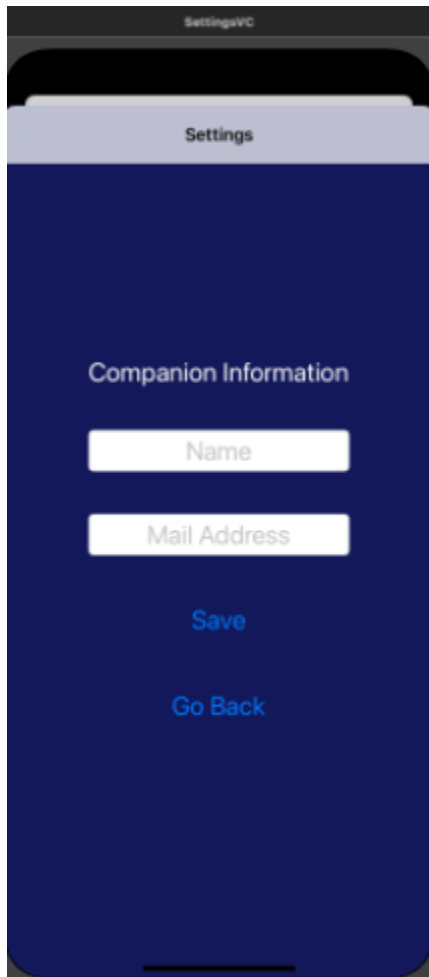 SettingsVC
Settings
Companion Information
Name
Mail Address
Save
Go Back